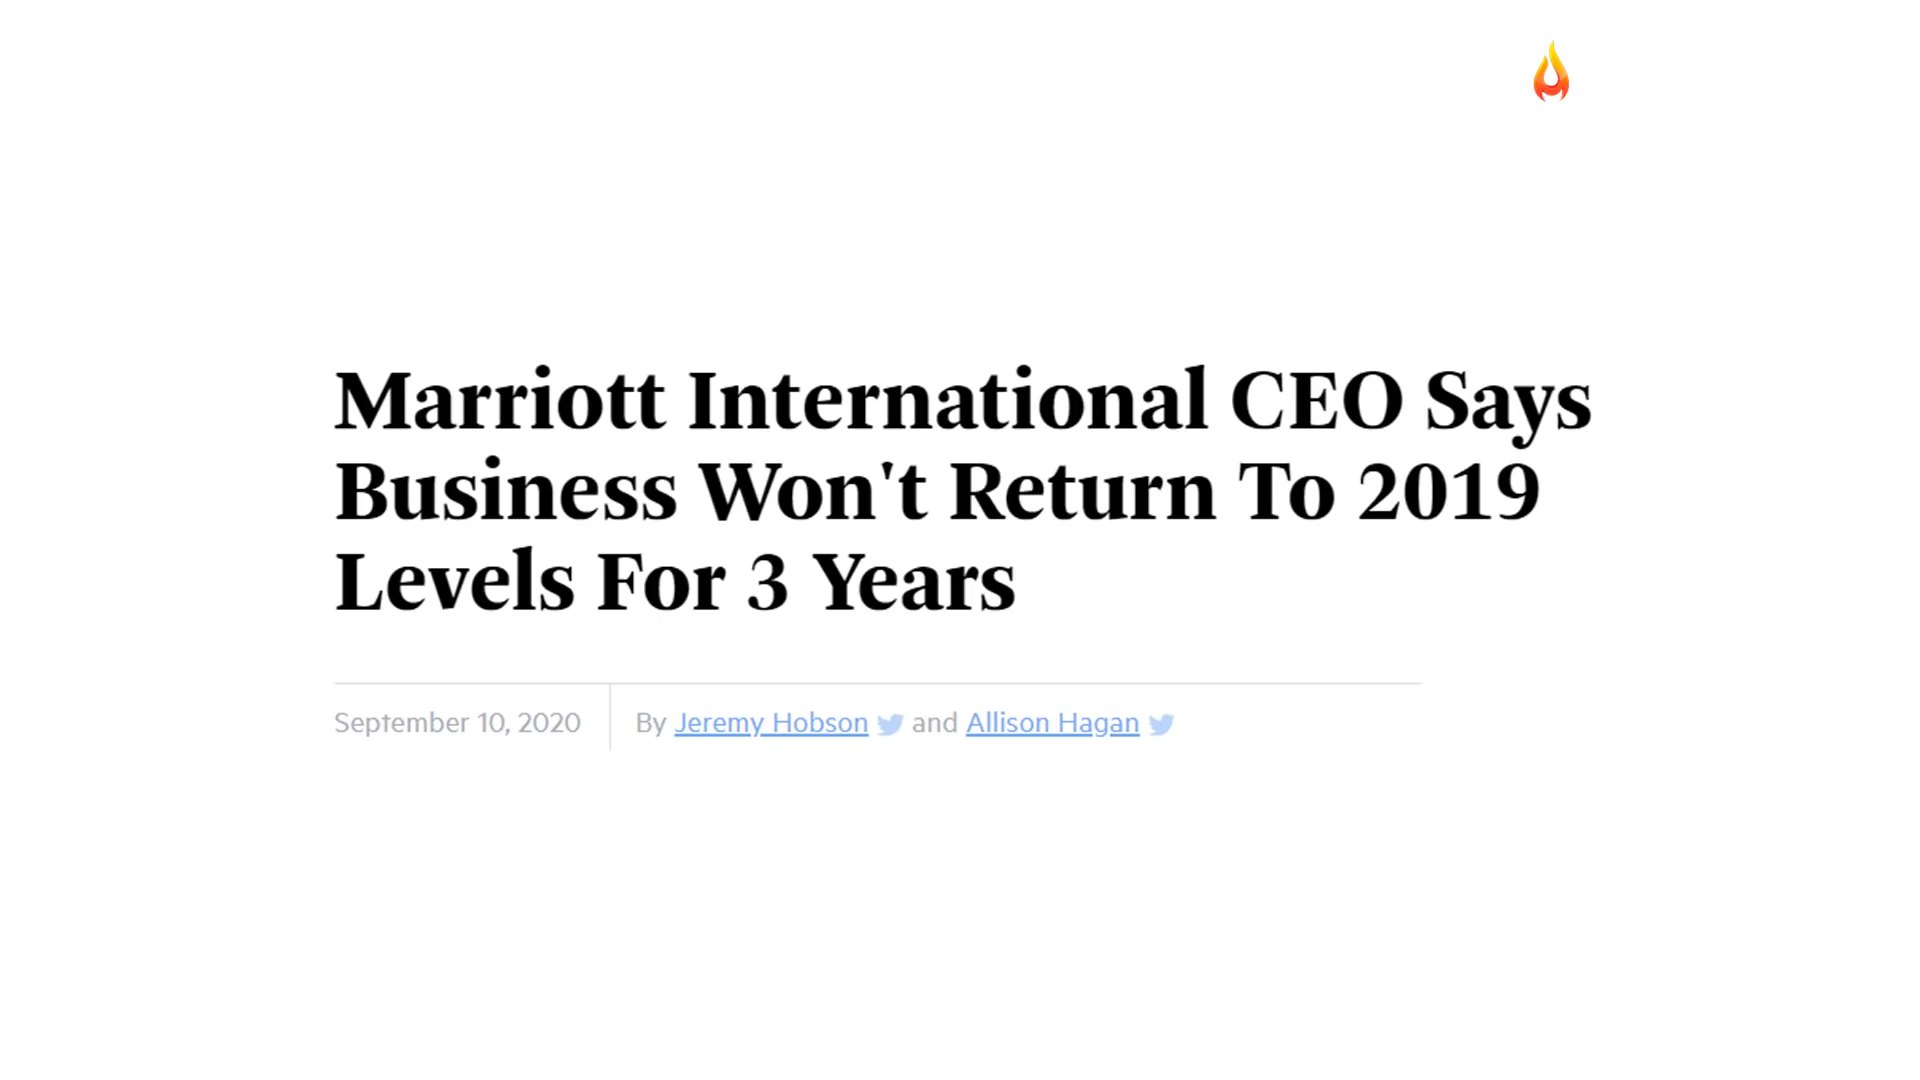 Marriott International CEO Says
Business Won't Return To 2019
Levels For 3 Years
September 10, 2020 By Jeremy Hobson and Allison Hagan